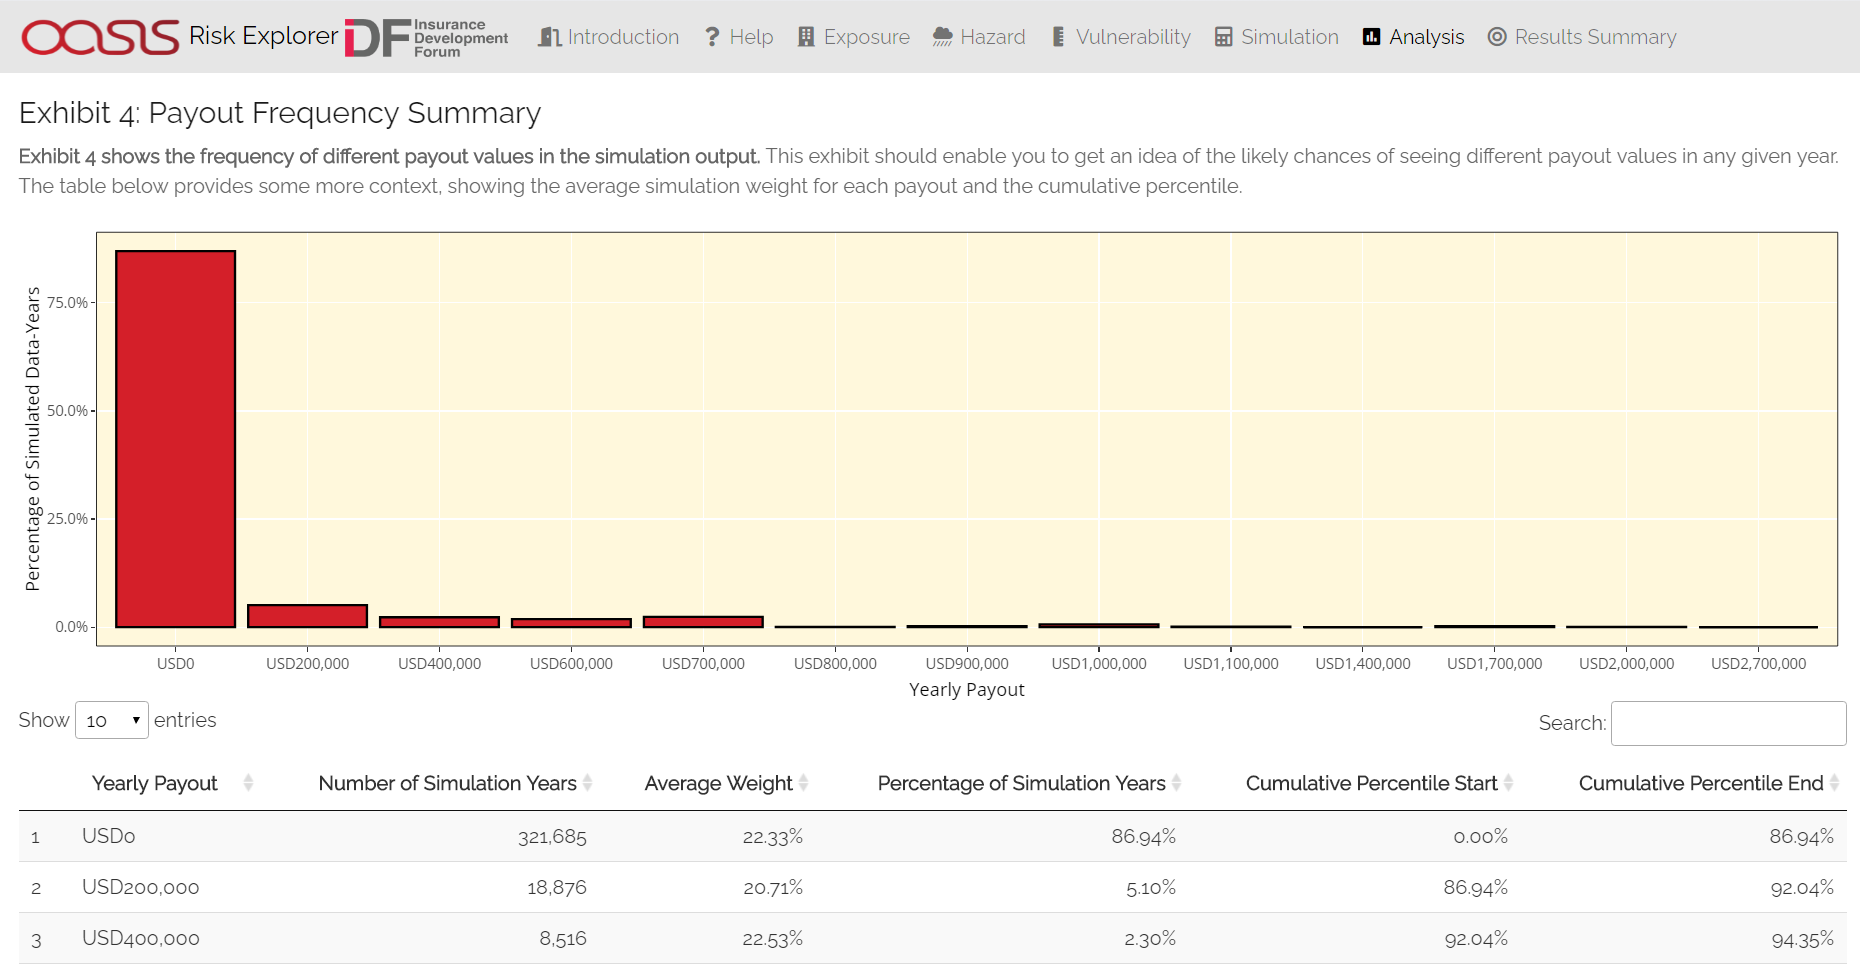 OASIS Risk Explorer IDF Insurance Development Forum Introduction ? Help Exposure Hazard Vulnerability Simulation Analysis Results Summary
Exhibit 4: Payout Frequency Summary
Exhibit 4 shows the frequency of different payout values in the simulation output. This exhibit should enable you to get an idea of the likely chances of seeing different payout values in any given year.
The table below provides some more context, showing the average simulation weight for each payout and the cumulative percentile.
Percentage of Simulated Data-Years
75.0%
50.0%
25.0%
0.0%
USD0 USD200,000 USD400,000 USD600,000 USD700,000 USD800,000 USD900,000 USD1,000,000 USD1,100,000 USD1,400,000 USD1,700,000 USD2,000,000 USD2,700,000
Yearly Payout
Show 10 entries Search:
Yearly Payout Number of Simulation Years Average Weight Percentage of Simulation Years Cumulative Percentile Start Cumulative Percentile End
1 USD0 321,685 22.33% 86.94% 0.00% 86.94%
2 USD200,000 18,876 20.71% 5.10% 86.94% 92.04%
3 USD400,000 8,516 22.53% 2.30% 92.04% 94.35%